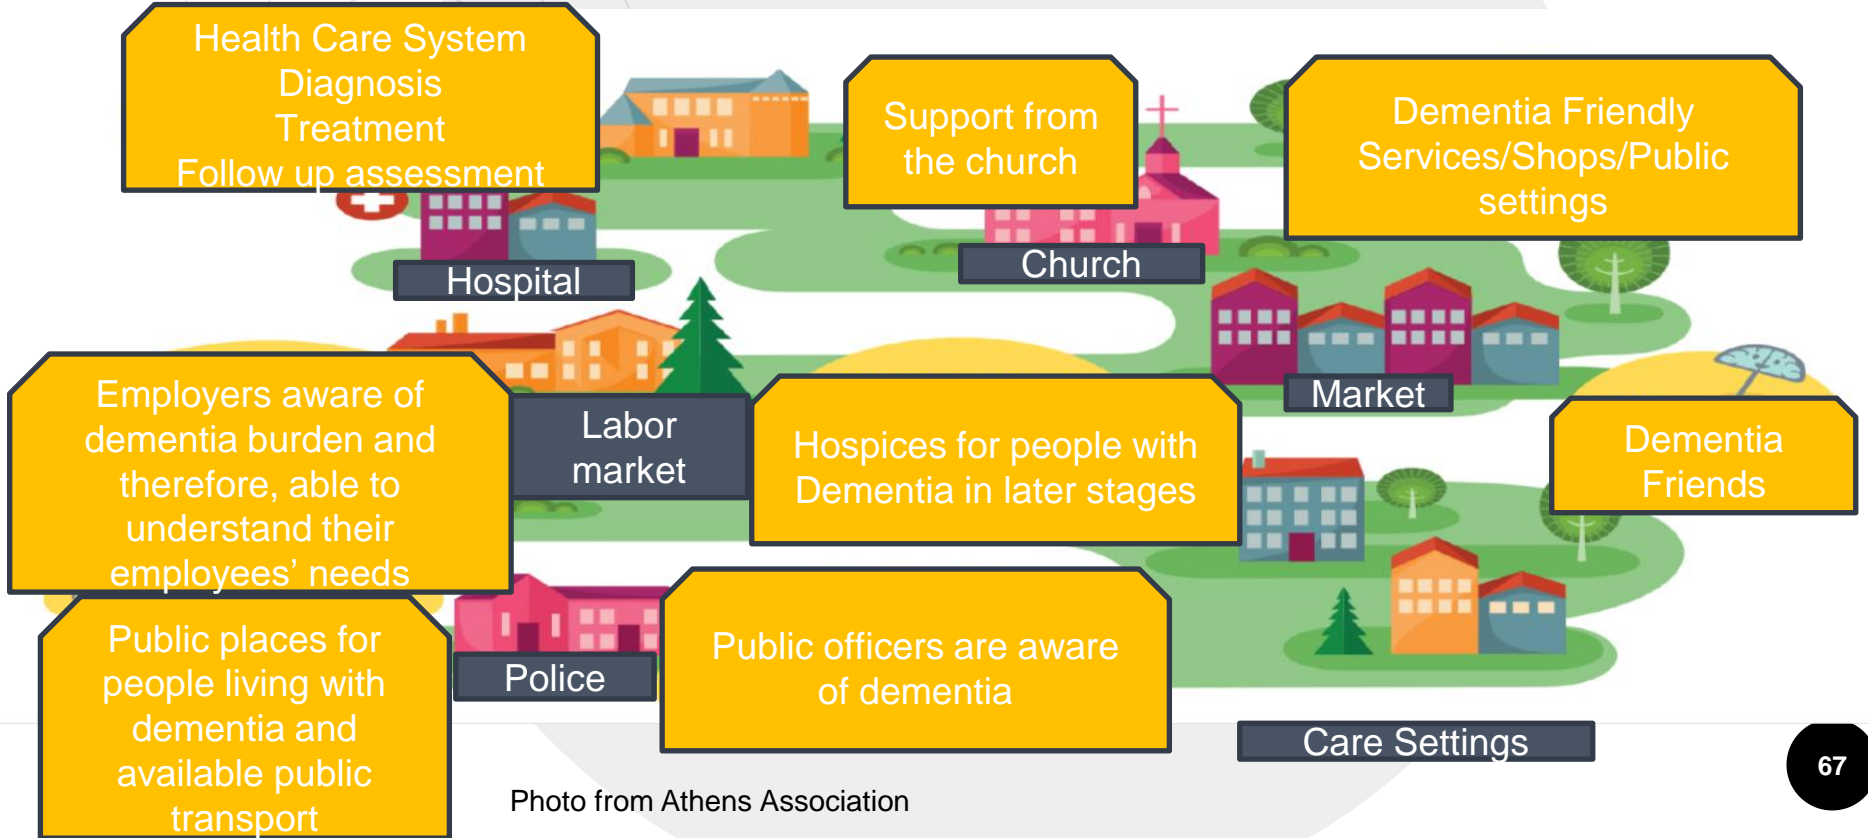 Health Care System
Diagnosis
Treatment
Follow up assessment
Hospital
Support from
the church
Church
Dementia Friendly
Services/Shops/Public
settings
Market
Employers aware of
dementia burden and
therefore, able to
understand their
employees’ needs
Labor
market
Hospices for people with
Dementia in later stages
Dementia
Friends
Public places for
people living with
dementia and
available public
transport
Police
Public officers are aware
of dementia
Care Settings
67
Photo from Athens Association